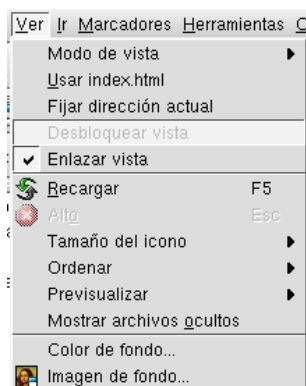 Ver Ir Marcadores Herramientas
Modo de vista
Usar index.html
Fijar dirección actual
Desbloquear vista
Enlazar vista
Recargar F5
Alto Esc
Tamaño del icono
Ordenar
Previsualizar
Mostrar archivos ocultos
Color de fondo...
Imagen de fondo...